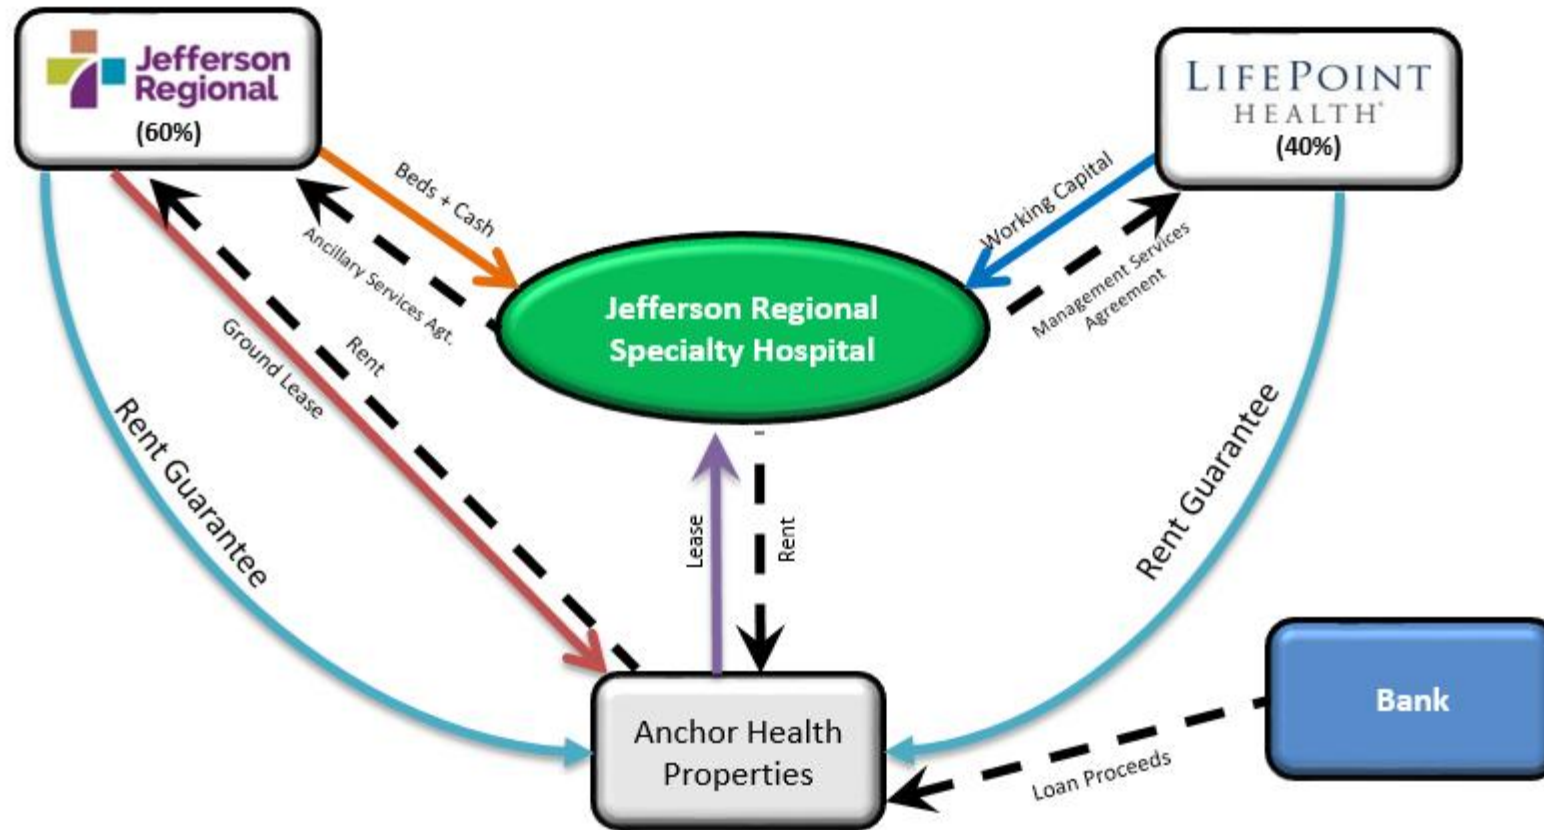 Jefferson
Regional
(60%)
LIFEPOINT
HEALTH®
(40%)
Beds + Cash
Ancillary Services Agt.
Working Capital
Management Services
Agreement
Jefferson Regional
Specialty Hospital
Rent
Ground Lease
Rent Guarantee
Lease
Rent
Rent Guarantee
Anchor Health
Properties
Bank
Loan Proceeds